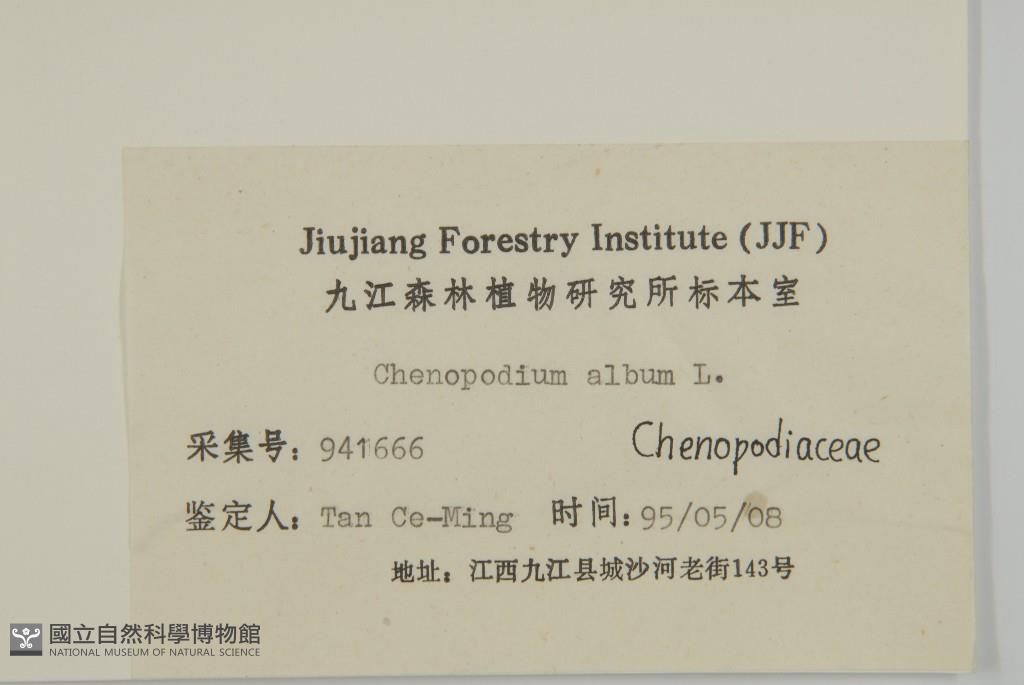 Jiujiang Forestry Institute (JJF)
九江森林植物研究所标本室
Chenopodium album L.
采集号: 941666 Chenopodiaceae
鉴定人: Tan Ce-Ming 时间: 95/05/08
地址: 江西九江县城沙河老街143号
國立自然科學博物館
NATIONAL MUSEUM OF NATURAL SCIENCE